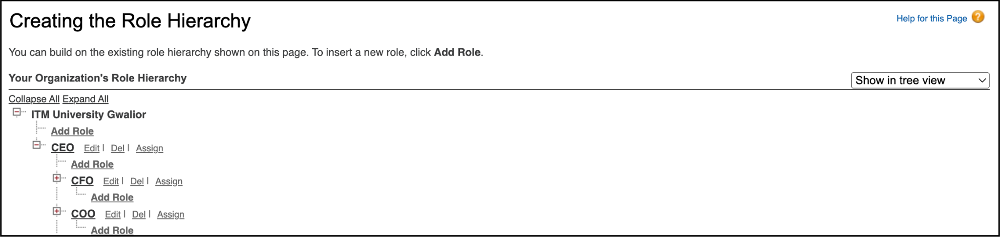 Creating the Role Hierarchy
Help for this Page ?
You can build on the existing role hierarchy shown on this page. To insert a new role, click Add Role.
Your Organization's Role Hierarchy
Show in tree view
Collapse All Expand All
ITM University Gwalior
Add Role
CEO Edit | Del | Assign
Add Role
CFO Edit | Del | Assign
Add Role
COO Edit | Del | Assign
Add Role